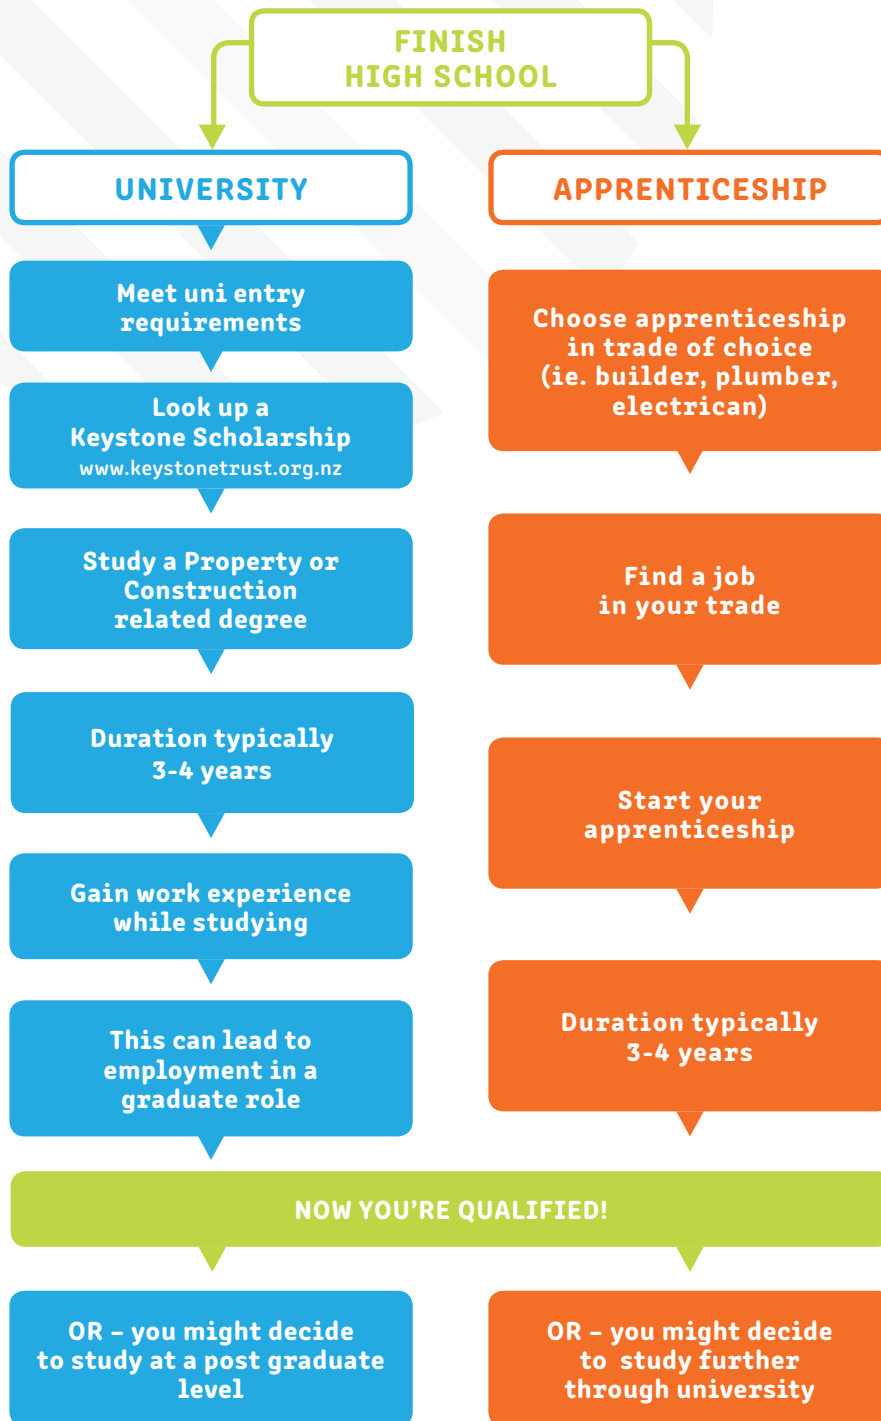 FINISH
HIGH SCHOOL
UNIVERSITY
Meet uni entry
requirements
Look up a
Keystone Scholarship
www.keystonetrust.org.nz
Study a Property or
Construction
related degree
Duration typically
3-4 years
Gain work experience
while studying
This can lead to
employment in a
graduate role
APPRENTICESHIP
Choose apprenticeship
in trade of choice
(ie. builder, plumber,
electrican)
Find a job
in your trade
Start your
apprenticeship
Duration typically
3-4 years
NOW YOU’RE QUALIFIED!
OR – you might decide
to study at a post graduate
level
OR – you might decide
to study further
through university